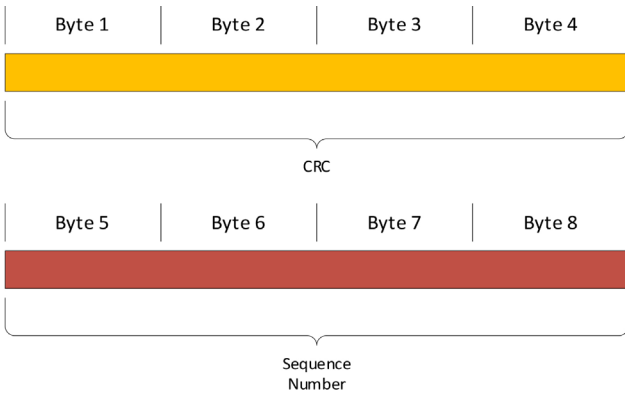 Byte 1 Byte 2 Byte 3 Byte 4
CRC
Byte 5 Byte 6 Byte 7 Byte 8
Sequence
Number